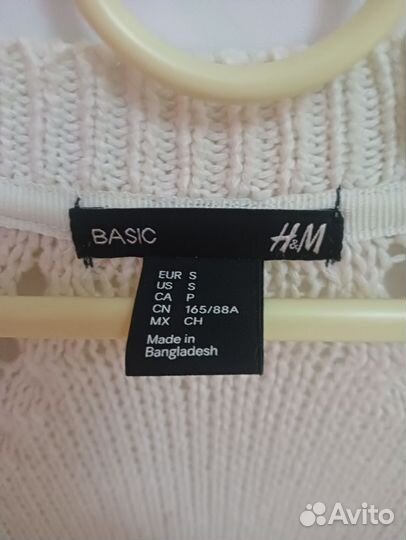 BASIC H&M
EUR S
US S
CA P
CN 165/88A
MX CH
Made in
Bangladesh
Avito